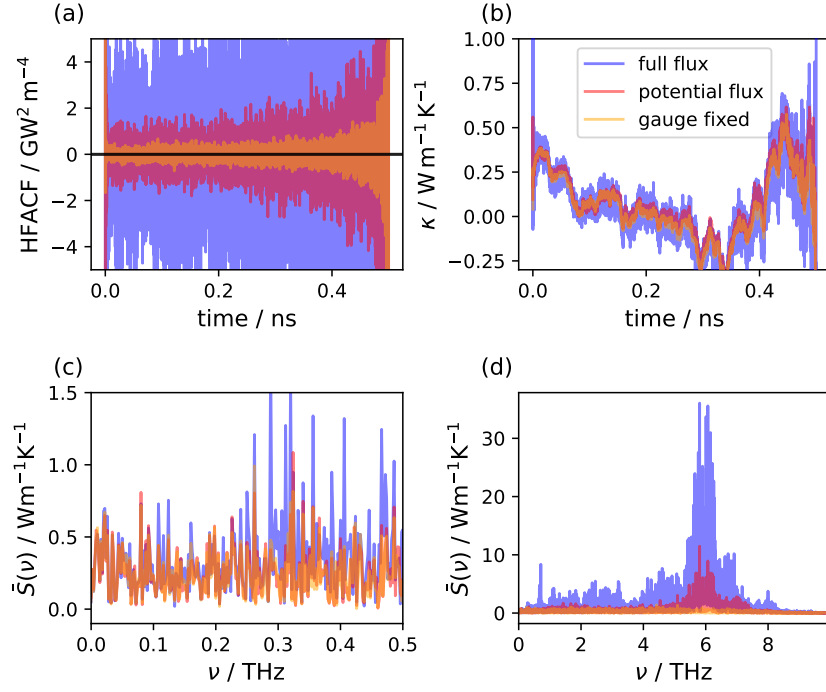 (a)
HFACF / GW² m⁻⁴
4
2
0
−2
−4
0.0 0.2 0.4
time / ns
(b)
κ / Wm⁻¹K⁻¹
1.00
0.75
0.50
0.25
0.00
−0.25
full flux
potential flux
gauge fixed
0.0 0.2 0.4
time / ns
(c)
S̄(ν) / Wm⁻¹K⁻¹
1.5
1.0
0.5
0.0
0.0 0.1 0.2 0.3 0.4 0.5
ν / THz
(d)
S̄(ν) / Wm⁻¹K⁻¹
30
20
10
0
0 2 4 6 8
ν / THz